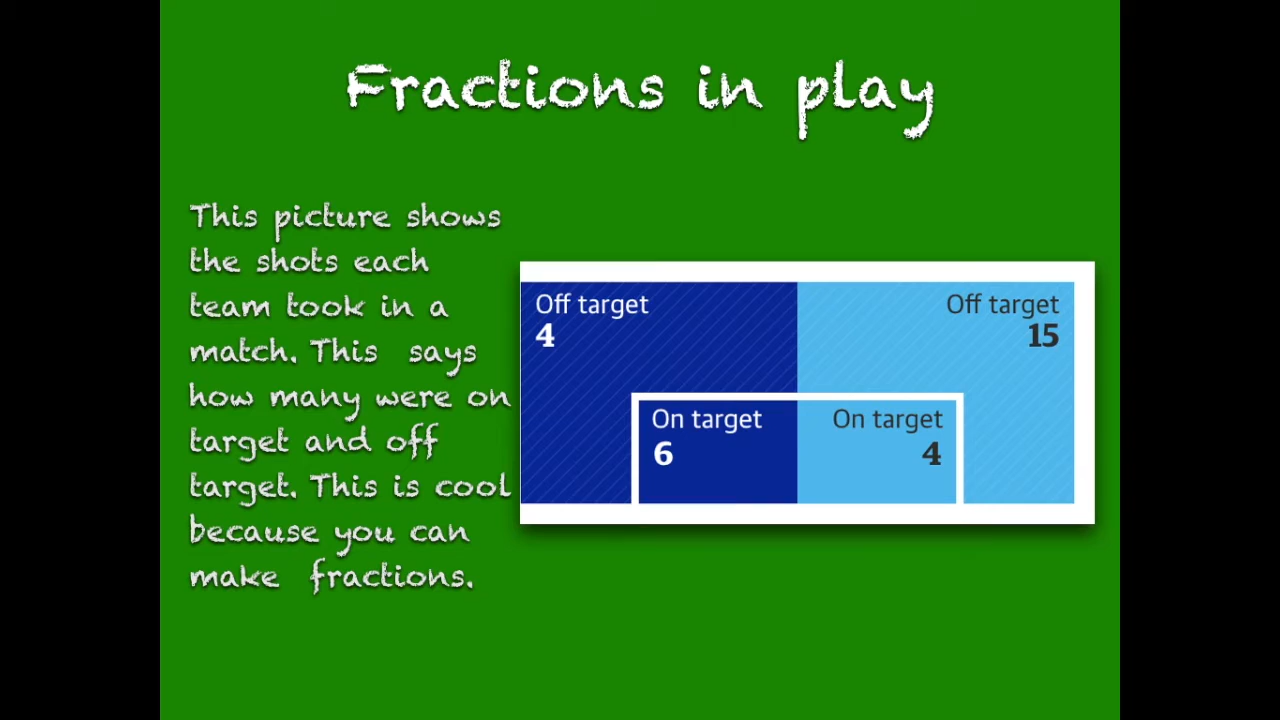 Fractions in play
This picture shows
the shots each
team took in a
match. This says
how many were on
target and off
target. This is cool
because you can
make fractions.
Off target
4
Off target
15
On target
6
On target
4